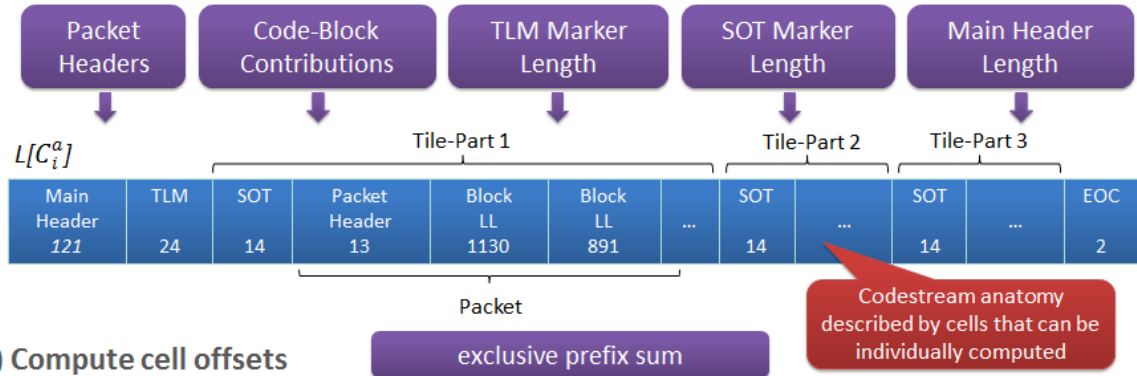 Packet
Headers
Code-Block
Contributions
TLM Marker
Length
SOT Marker
Length
Main Header
Length
L[C_i^a]
Tile-Part 1
Tile-Part 2
Tile-Part 3
Main
Header
121
TLM
24
SOT
14
Packet
Header
13
Block
LL
1130
Block
LL
891
...
SOT
14
...
SOT
14
...
EOC
2
Packet
Codestream anatomy
described by cells that can be
individually computed
) Compute cell offsets
exclusive prefix sum